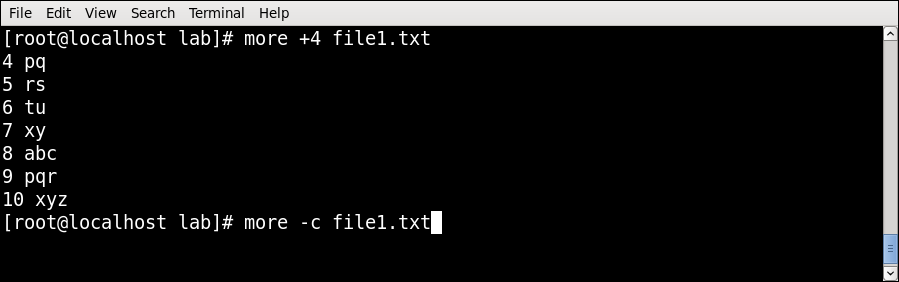 File Edit View Search Terminal Help
[root@localhost lab]# more +4 file1.txt
4 pq
5 rs
6 tu
7 xy
8 abc
9 pqr
10 xyz
[root@localhost lab]# more -c file1.txt